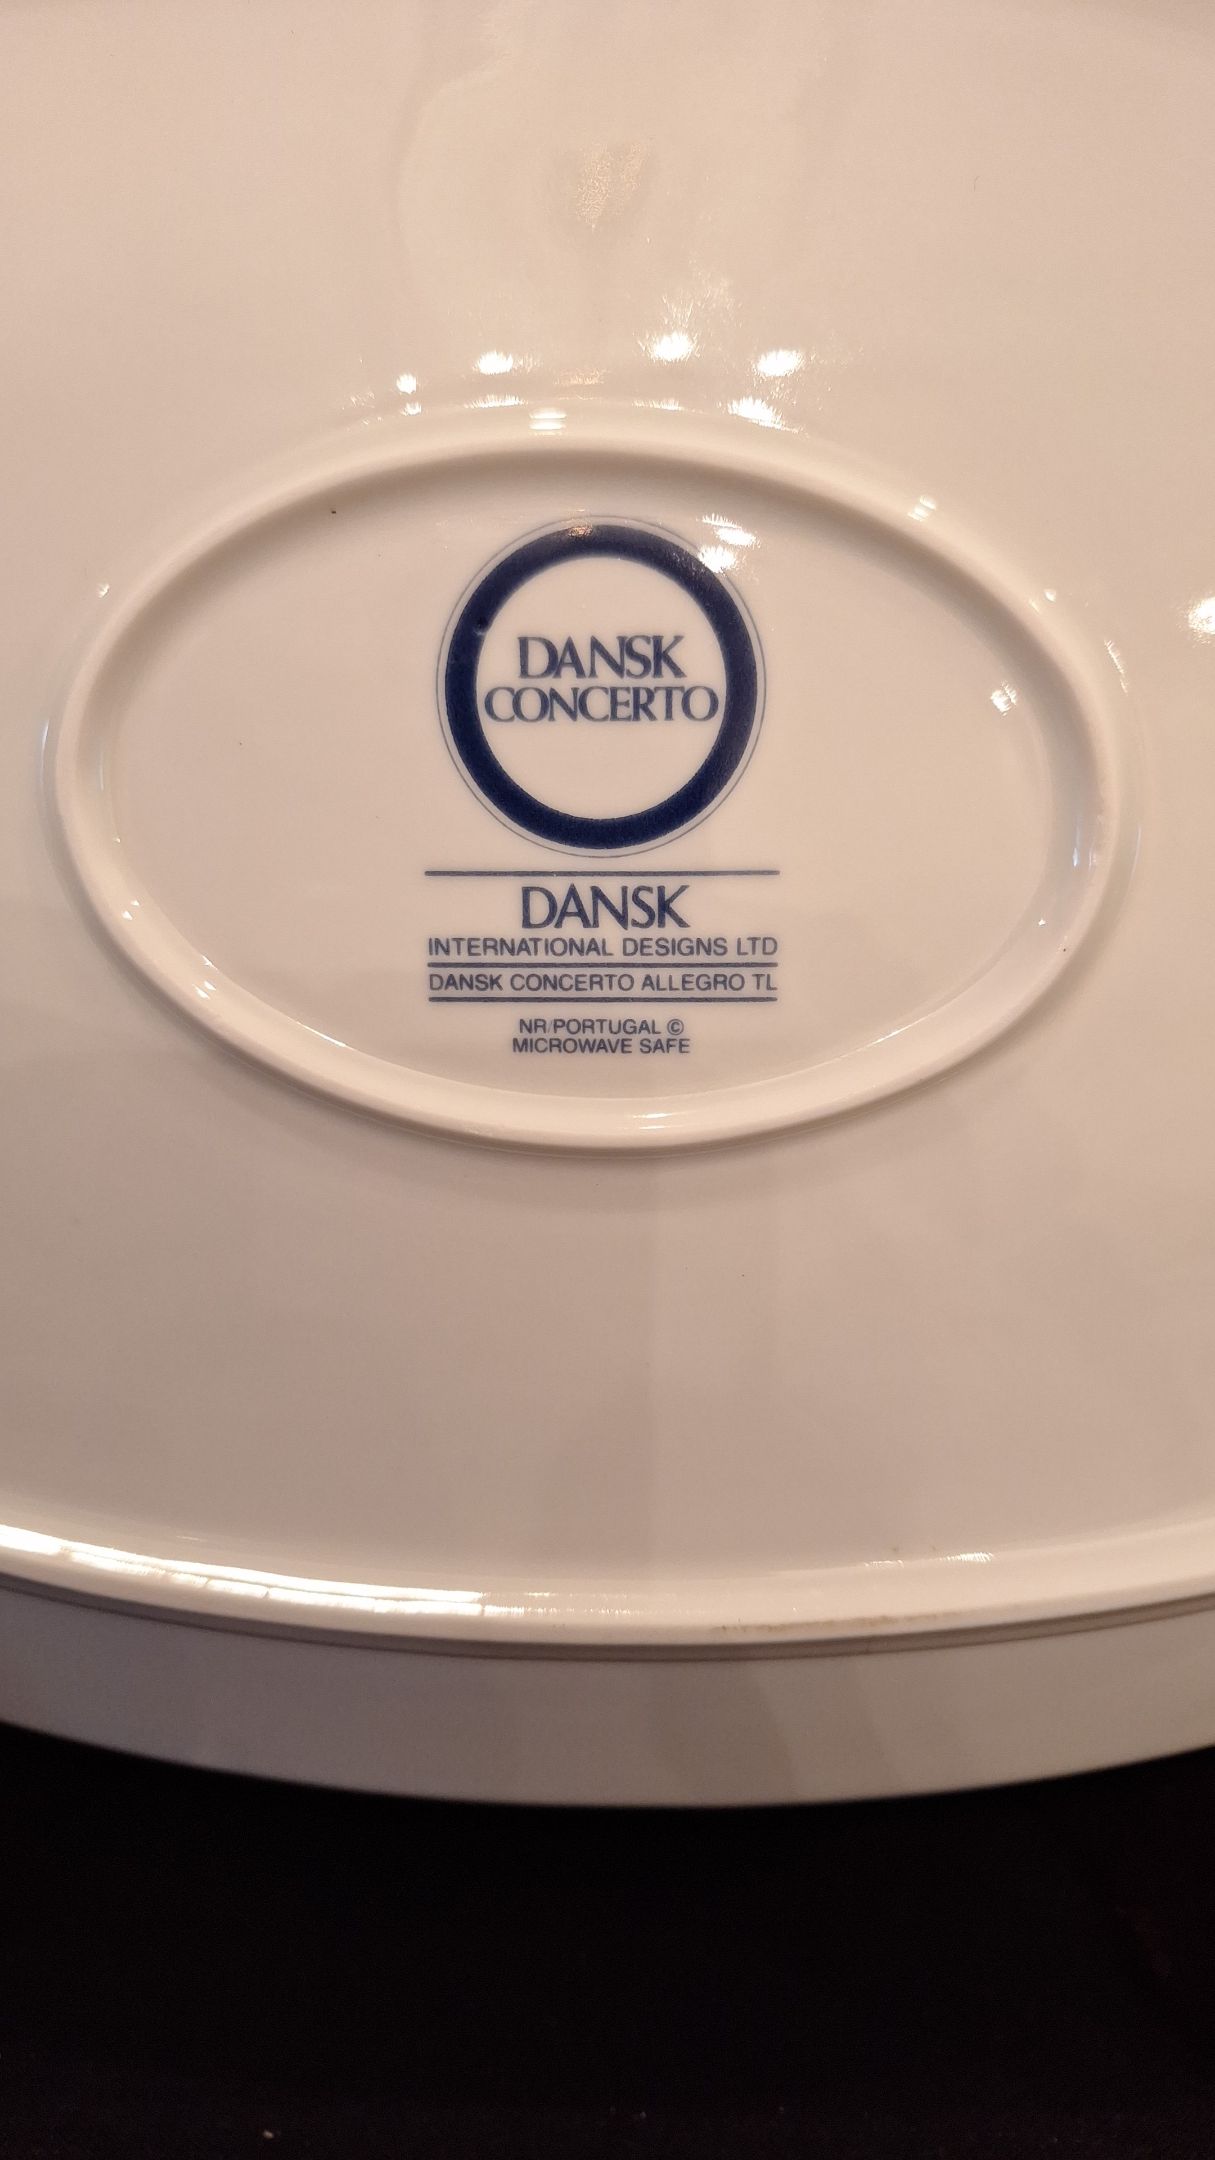 DANSK
CONCERTO
DANSK
INTERNATIONAL DESIGNS LTD
DANSK CONCERTO ALLEGRO TL
NR/PORTUGAL ©
MICROWAVE SAFE